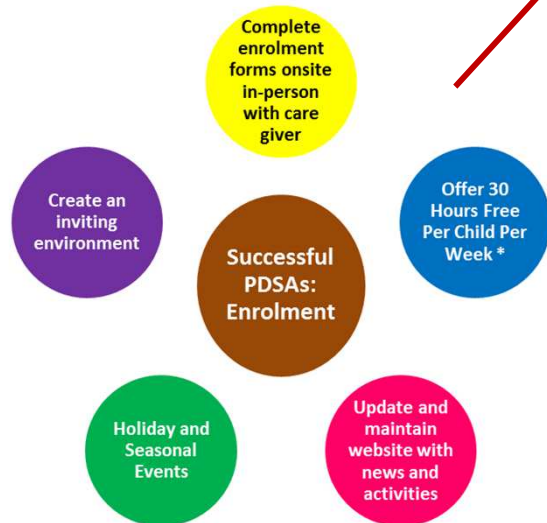 Complete
enrolment
forms onsite
in-person
with care
giver
Create an
inviting
environment
Offer 30
Hours Free
Per Child Per
Week *
Successful
PDSAs:
Enrolment
Holiday and
Seasonal
Events
Update and
maintain
website with
news and
activities